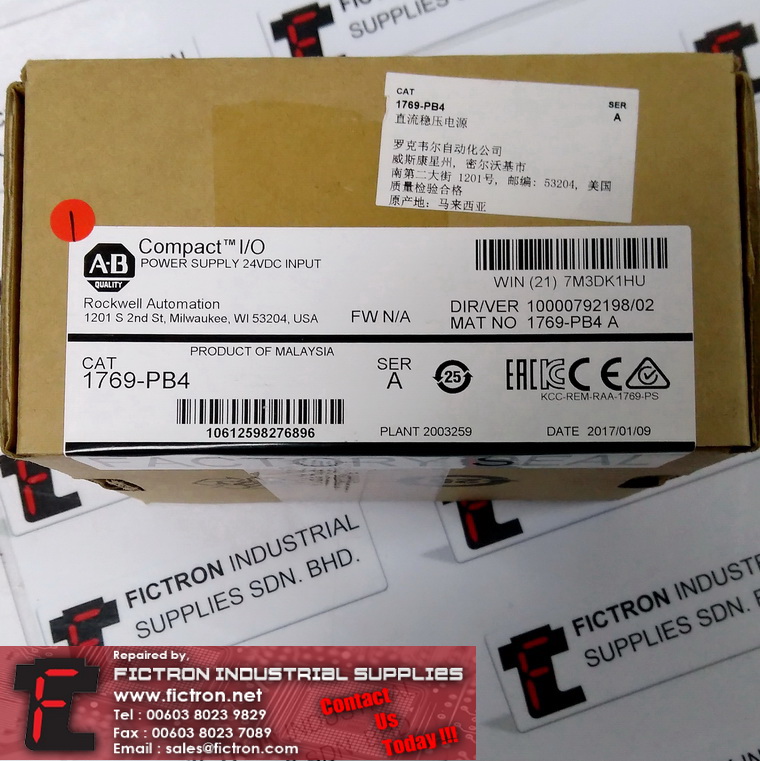 FICTRON
SUPPLIES
CAT
1769-PB4
SER
A
直流稳压电源
罗克韦尔自动化公司
威斯康星州, 密尔沃基市
南第二大街 1201号, 邮编: 53204, 美国
质量检验合格
原产地: 马来西亚
1
A-B
QUALITY
Compact™ I/O
POWER SUPPLY 24VDC INPUT
WIN (21) 7M3DK1HU
Rockwell Automation
1201 S 2nd St, Milwaukee, WI 53204, USA
FW N/A
DIR/VER 10000792198/02
MAT NO 1769-PB4 A
PRODUCT OF MALAYSIA
CAT
1769-PB4
SER
A
25
EAC
KCC-REM-RAA-1769-PS
10612598276896
PLANT 2003259
DATE 2017/01/09
FACTORY SEAL
FICTRON INDUSTRIAL
SUPPLIES SDN. BHD.
FICTRON INDUSTRIAL
SUPPLIES SDN.
Repaired by,
FICTRON INDUSTRIAL SUPPLIES
www.fictron.net
Tel : 00603 8023 9829
Fax : 00603 8023 7089
Email : sales@fictron.com
Contact
Us
Today !!!